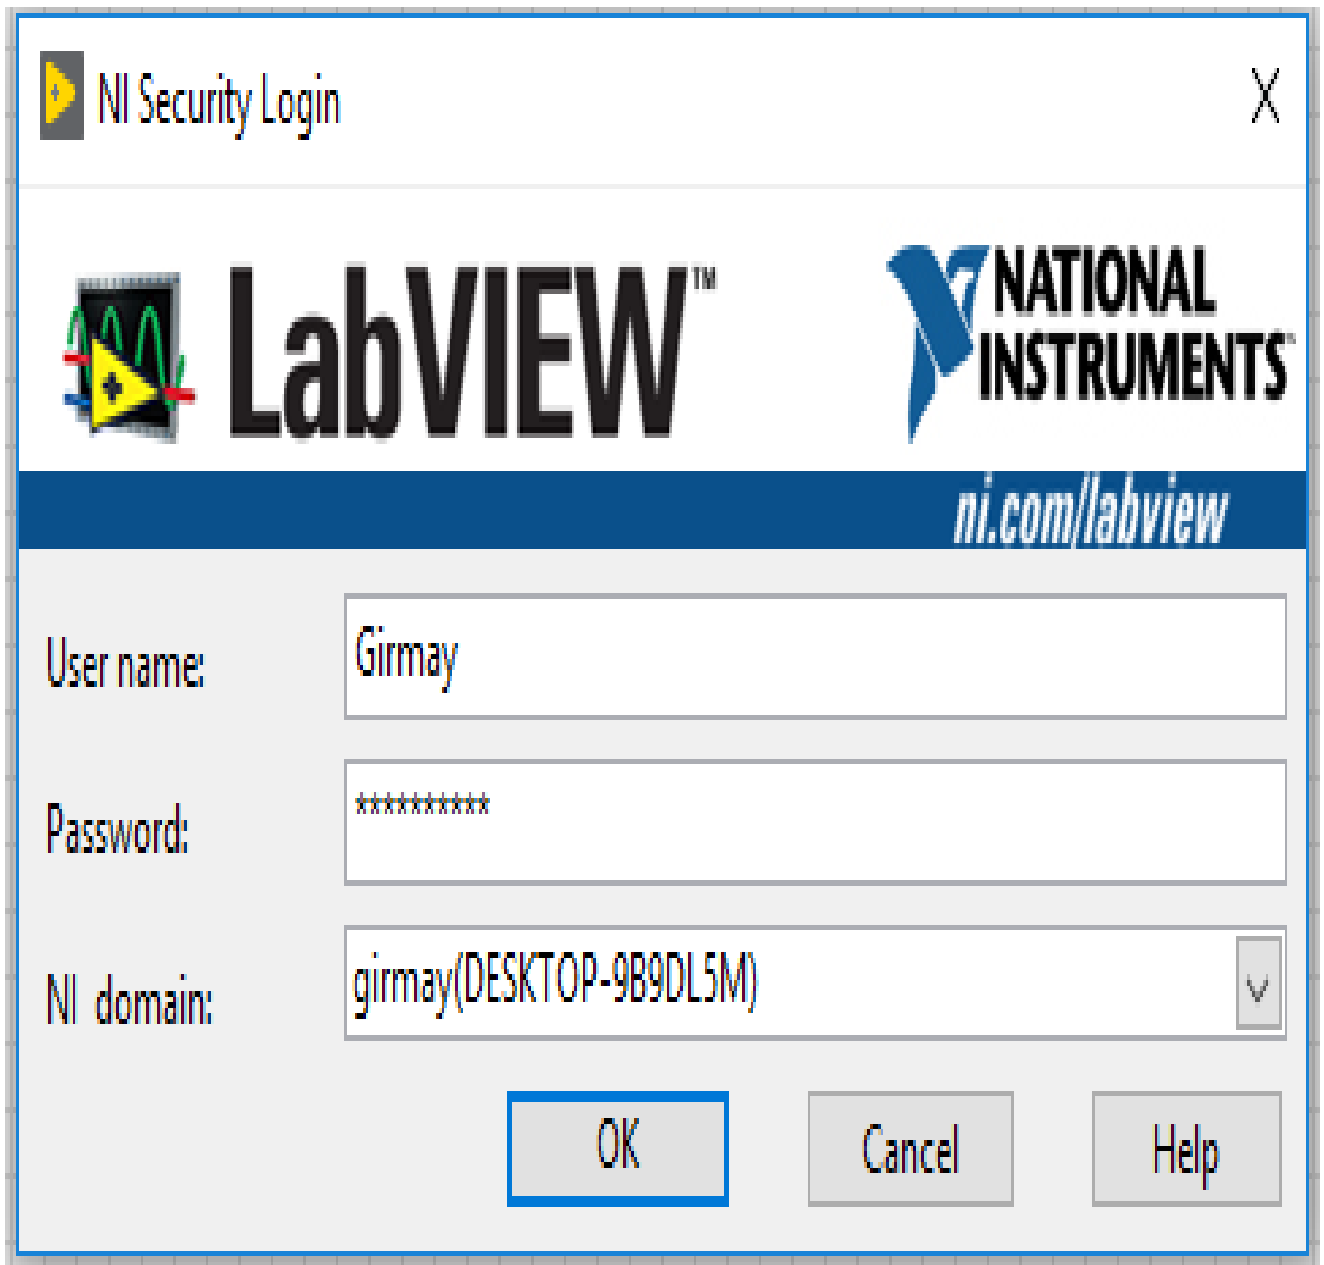 NI Security Login
X
LabVIEW™
NATIONAL
INSTRUMENTS™
ni.com/labview
User name: Girmay
Password: **********
NI domain: girmay(DESKTOP-9B9DL5M)
OK Cancel Help